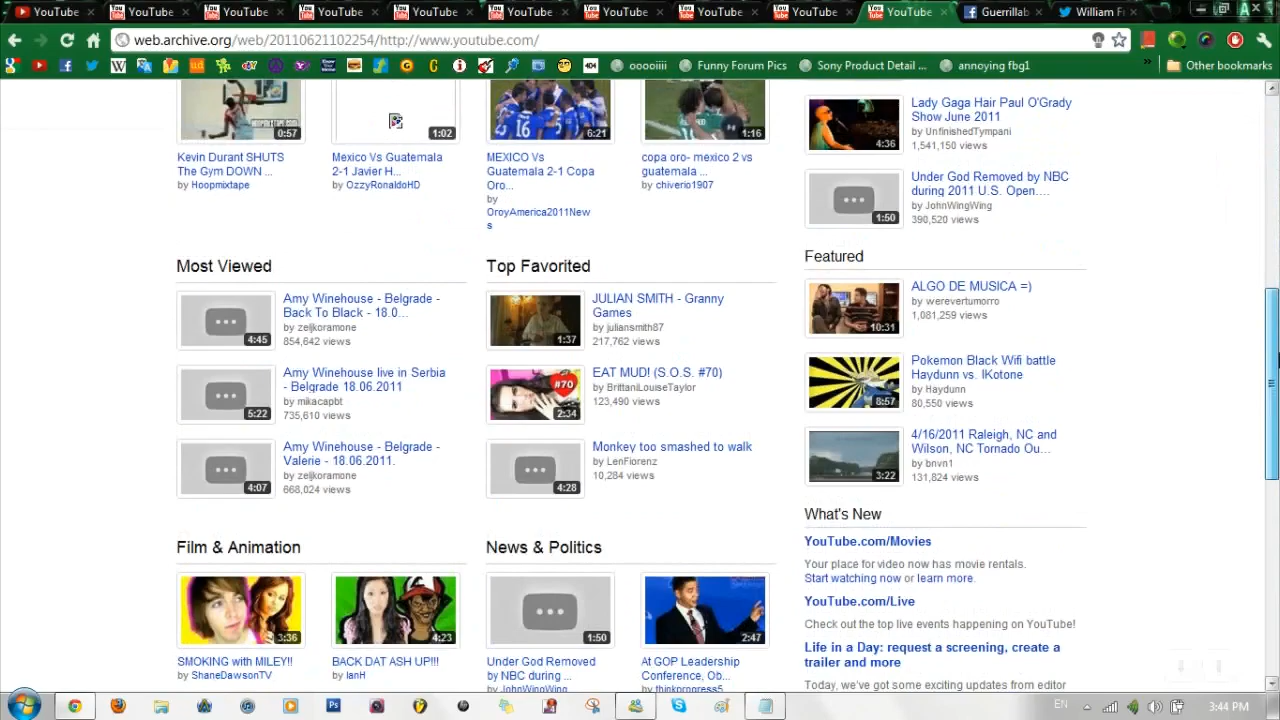 YouTube
YouTube
YouTube
YouTube
YouTube
YouTube
YouTube
YouTube
YouTube
YouTube
Guerrilla
William F
web.archive.org/web/20110621102254/http://www.youtube.com/
ooooiiii
Funny Forum Pics
Sony Product Detail ...
annoying fbg1
Other bookmarks
0:57
1:02
6:21
1:16
Kevin Durant SHUTS
The Gym DOWN ...
by Hoopmixtape
Mexico Vs Guatemala
2-1 Javier H...
by OzzyRonaldoHD
MEXICO Vs
Guatemala 2-1 Copa
Oro...
by
OroyAmerica2011New
s
copa oro- mexico 2 vs
guatemala ...
by chiverio1907
4:36
Lady Gaga Hair Paul O'Grady
Show June 2011
by UnfinishedTympani
1,541,150 views
1:50
Under God Removed by NBC
during 2011 U.S. Open....
by JohnWingWing
390,520 views
Most Viewed
4:45
Amy Winehouse - Belgrade -
Back To Black - 18.0...
by zeljkoramone
854,642 views
5:22
Amy Winehouse live in Serbia
- Belgrade 18.06.2011
by mikacapbt
735,610 views
4:07
Amy Winehouse - Belgrade -
Valerie - 18.06.2011.
by zeljkoramone
668,024 views
Top Favorited
1:37
JULIAN SMITH - Granny
Games
by juliansmith87
217,762 views
#70
2:34
EAT MUD! (S.O.S. #70)
by BrittaniLouiseTaylor
123,490 views
4:28
Monkey too smashed to walk
by LenFiorenz
10,284 views
Featured
10:31
ALGO DE MUSICA =)
by werevertumorro
1,081,259 views
8:57
Pokemon Black Wifi battle
Haydunn vs. IKotone
by Haydunn
80,550 views
3:22
4/16/2011 Raleigh, NC and
Wilson, NC Tornado Ou...
by bnvn1
131,824 views
What's New
YouTube.com/Movies
Your place for video now has movie rentals.
Start watching now or learn more.
YouTube.com/Live
Check out the top live events happening on YouTube!
Life in a Day: request a screening, create a
trailer and more
Today, we've got some exciting updates from editor
Film & Animation
3:36
SMOKING with MILEY!!
by ShaneDawsonTV
4:23
BACK DAT ASH UP!!!
by IanH
News & Politics
1:50
Under God Removed
by NBC during ...
by JohnWingWing
2:47
At GOP Leadership
Conference, Ob...
by thinkprogress5
EN
3:44 PM